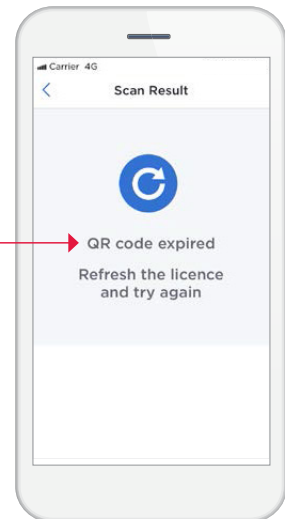 Carrier 4G
Scan Result
QR code expired
Refresh the licence
and try again